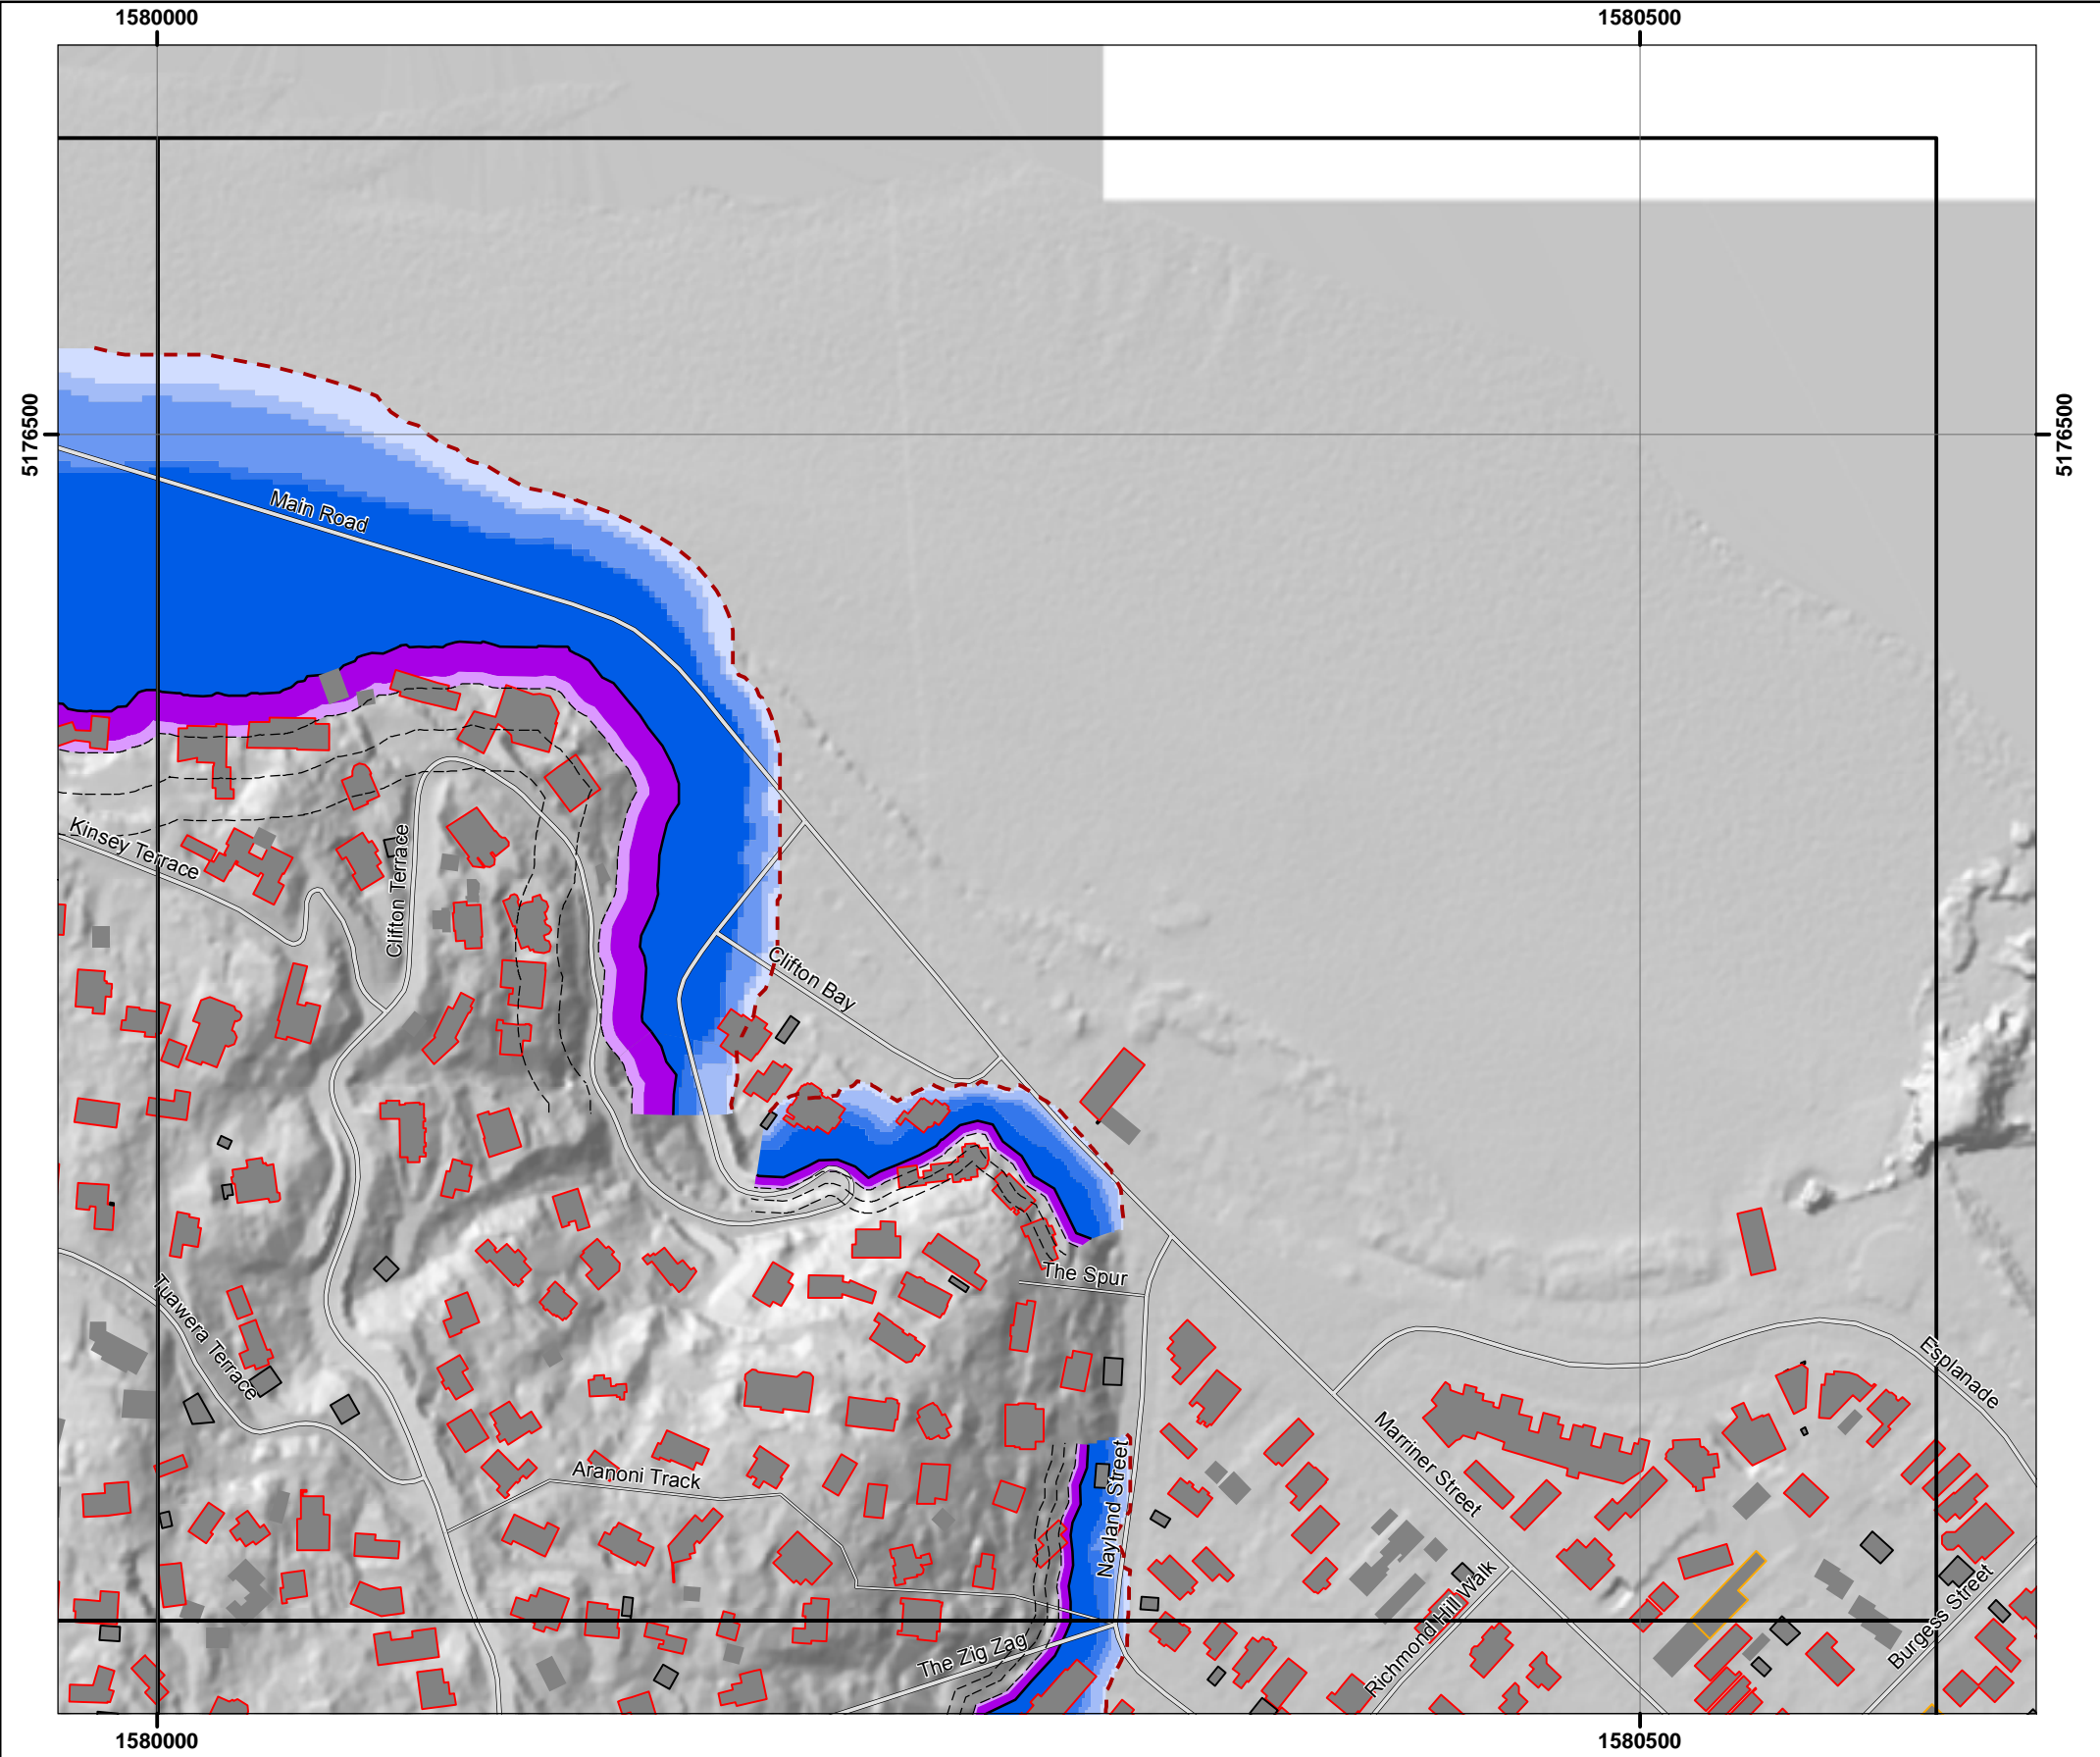 1580000
1580500
5176500
5176500
Main Road
Kinsey Terrace
Clifton Terrace
Clifton Bay
The Spur
Tuawera Terrace
Esplanade
Marriner Street
Aranoni Track
Nayland Street
Richmond Hill Walk
Burgess Street
The Zig Zag
1580000
1580500